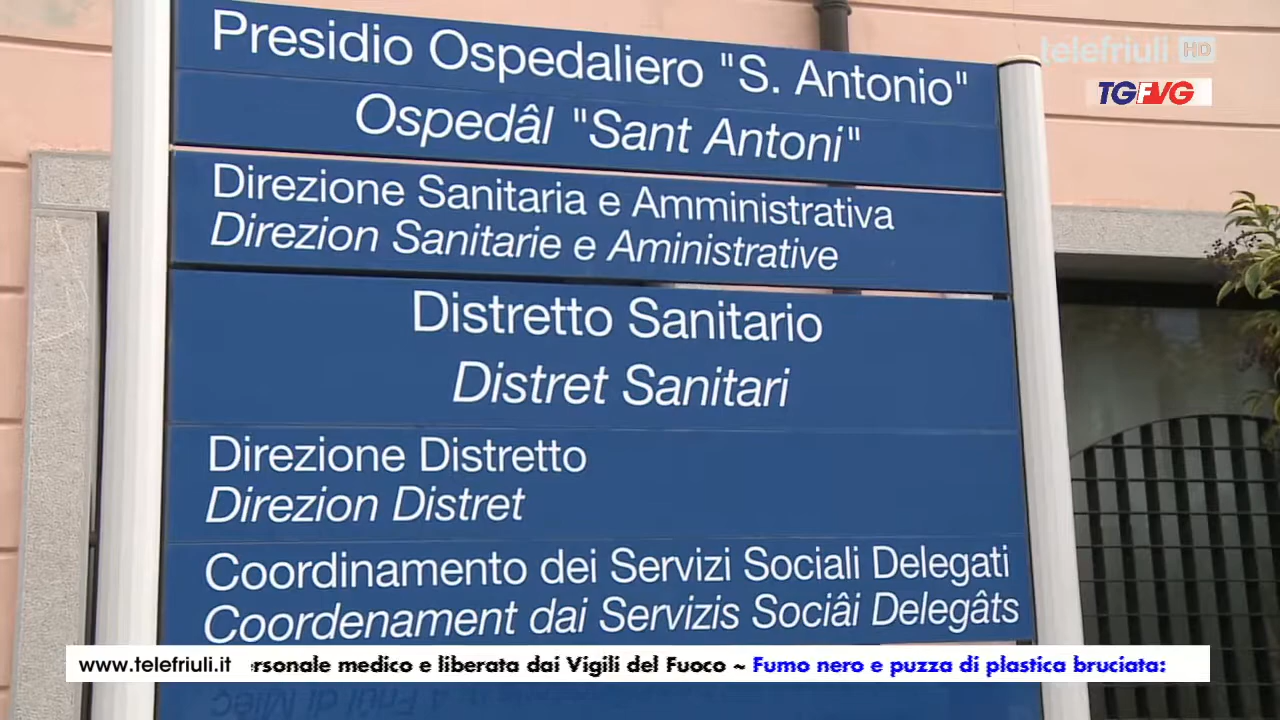 Presidio Ospedaliero "S. Antonio"
telefriuli HD
TGFVG
Ospedâl "Sant Antoni"
Direzione Sanitaria e Amministrativa
Direzion Sanitarie e Aministrative
Distretto Sanitario
Distret Sanitari
Direzione Distretto
Direzion Distret
Coordinamento dei Servizi Sociali Delegati
Coordenament dai Servizis Sociâi Delegâts
www.telefriuli.it ersonale medico e liberata dai Vigili del Fuoco ~ Fumo nero e puzza di plastica bruciata: